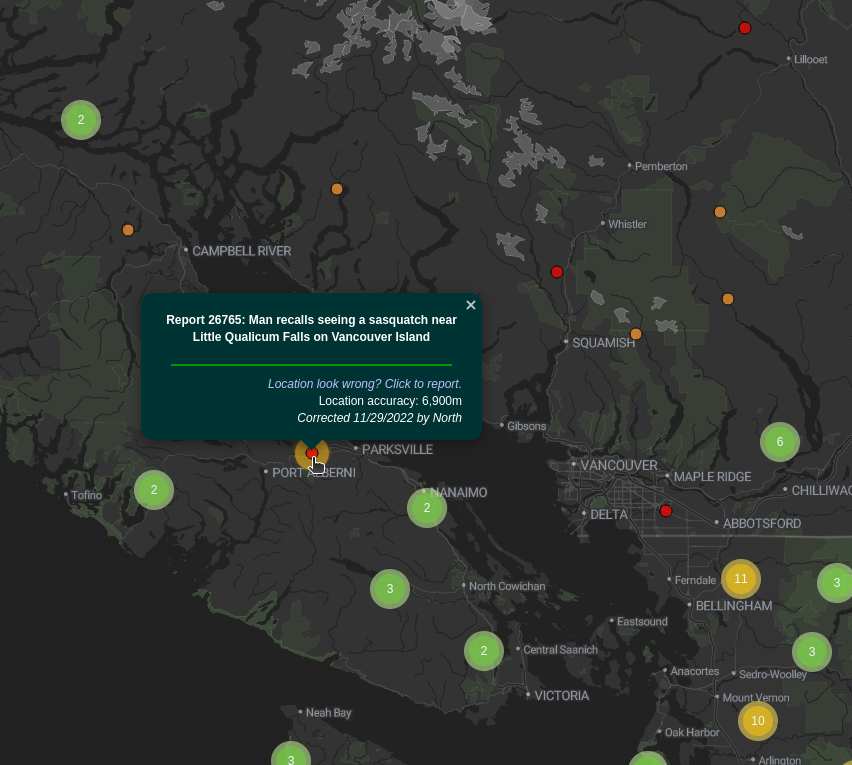 Lillooet
2
Pemberton
Whistler
CAMPBELL RIVER
×
Report 26765: Man recalls seeing a sasquatch near
Little Qualicum Falls on Vancouver Island
Location look wrong? Click to report.
Location accuracy: 6,900m
Corrected 11/29/2022 by North
SQUAMISH
Gibsons
6
PARKSVILLE
VANCOUVER
PORT ALBERNI
MAPLE RIDGE
2
Tofino
NANAIMO
CHILLIWAC
2
DELTA
ABBOTSFORD
11
Ferndale
3
3
North Cowichan
BELLINGHAM
Eastsound
2
Central Saanich
3
Anacortes
Sedro-Woolley
VICTORIA
Mount Vernon
Neah Bay
10
Oak Harbor
3
Arlington